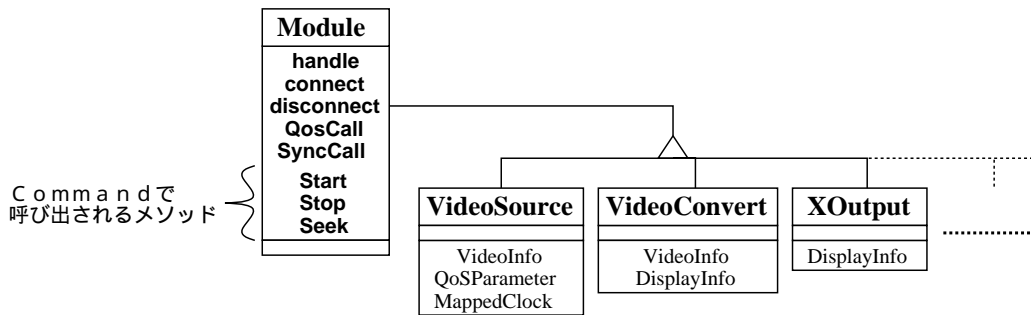 Module
handle
connect
disconnect
QosCall
SyncCall
Start
Stop
Seek
Ｃｏｍｍａｎｄで
呼び出されるメソッド
VideoSource
VideoInfo
QoSParameter
MappedClock
VideoConvert
VideoInfo
DisplayInfo
XOutput
DisplayInfo